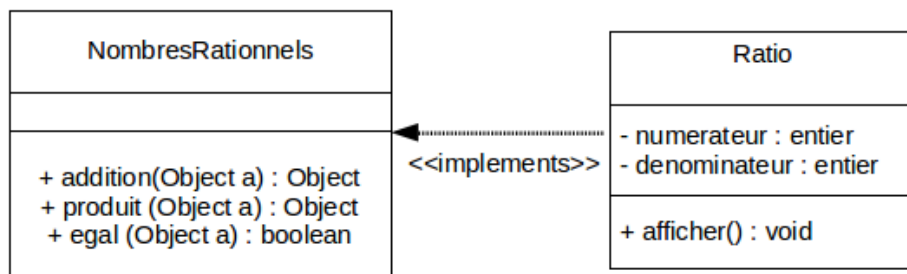 NombresRationnels
+ addition(Object a) : Object
+ produit (Object a) : Object
+ egal (Object a) : boolean
<<implements>>
Ratio
- numerateur : entier
- denominateur : entier
+ afficher() : void